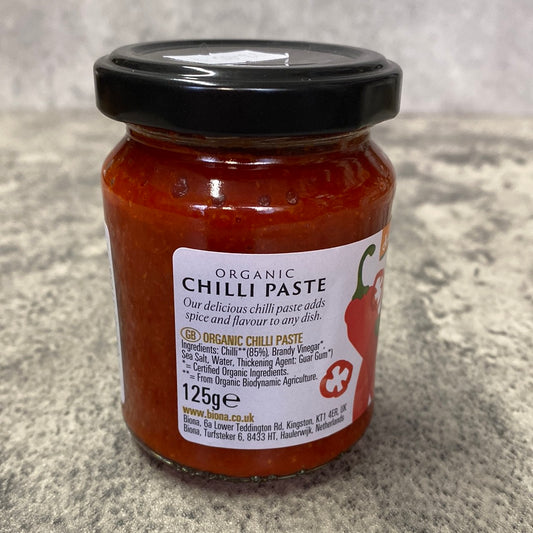 ORGANIC
CHILLI PASTE
Our delicious chilli paste adds
spice and flavour to any dish.
GB ORGANIC CHILLI PASTE
Ingredients: Chilli**(85%), Brandy Vinegar*,
Sea Salt, Water, Thickening Agent: Guar Gum*)
*= Certified Organic Ingredients.
**= From Organic Biodynamic Agriculture.
125g℮
www.biona.co.uk
Biona, 6a Lower Teddington Rd, Kingston, KT1 4ER, UK
Biona, Turfsteker 6, 8433 HT, Haulerwijk, Netherlands